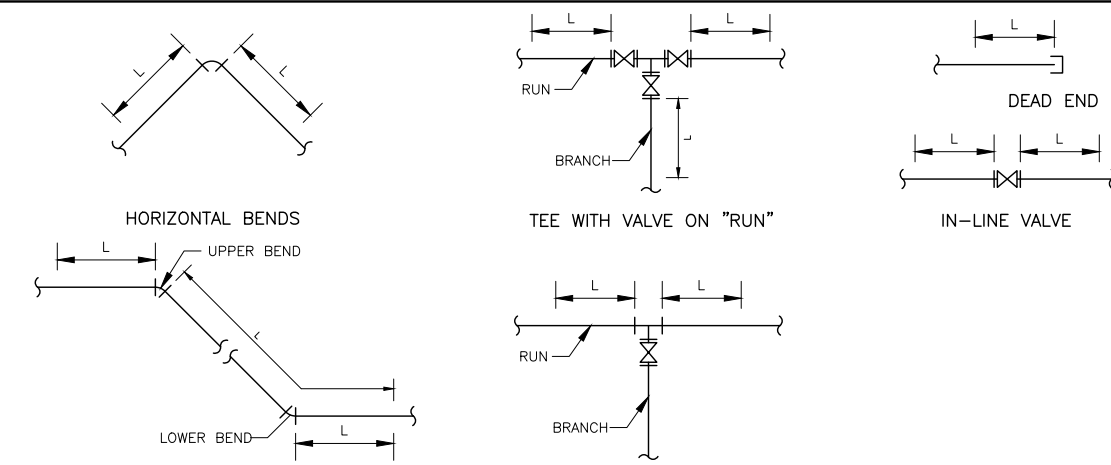 L
L
HORIZONTAL BENDS
L
UPPER BEND
L
LOWER BEND
L
L
L
RUN
L
BRANCH
TEE WITH VALVE ON "RUN"
L
L
RUN
BRANCH
L
DEAD END
L
L
IN-LINE VALVE